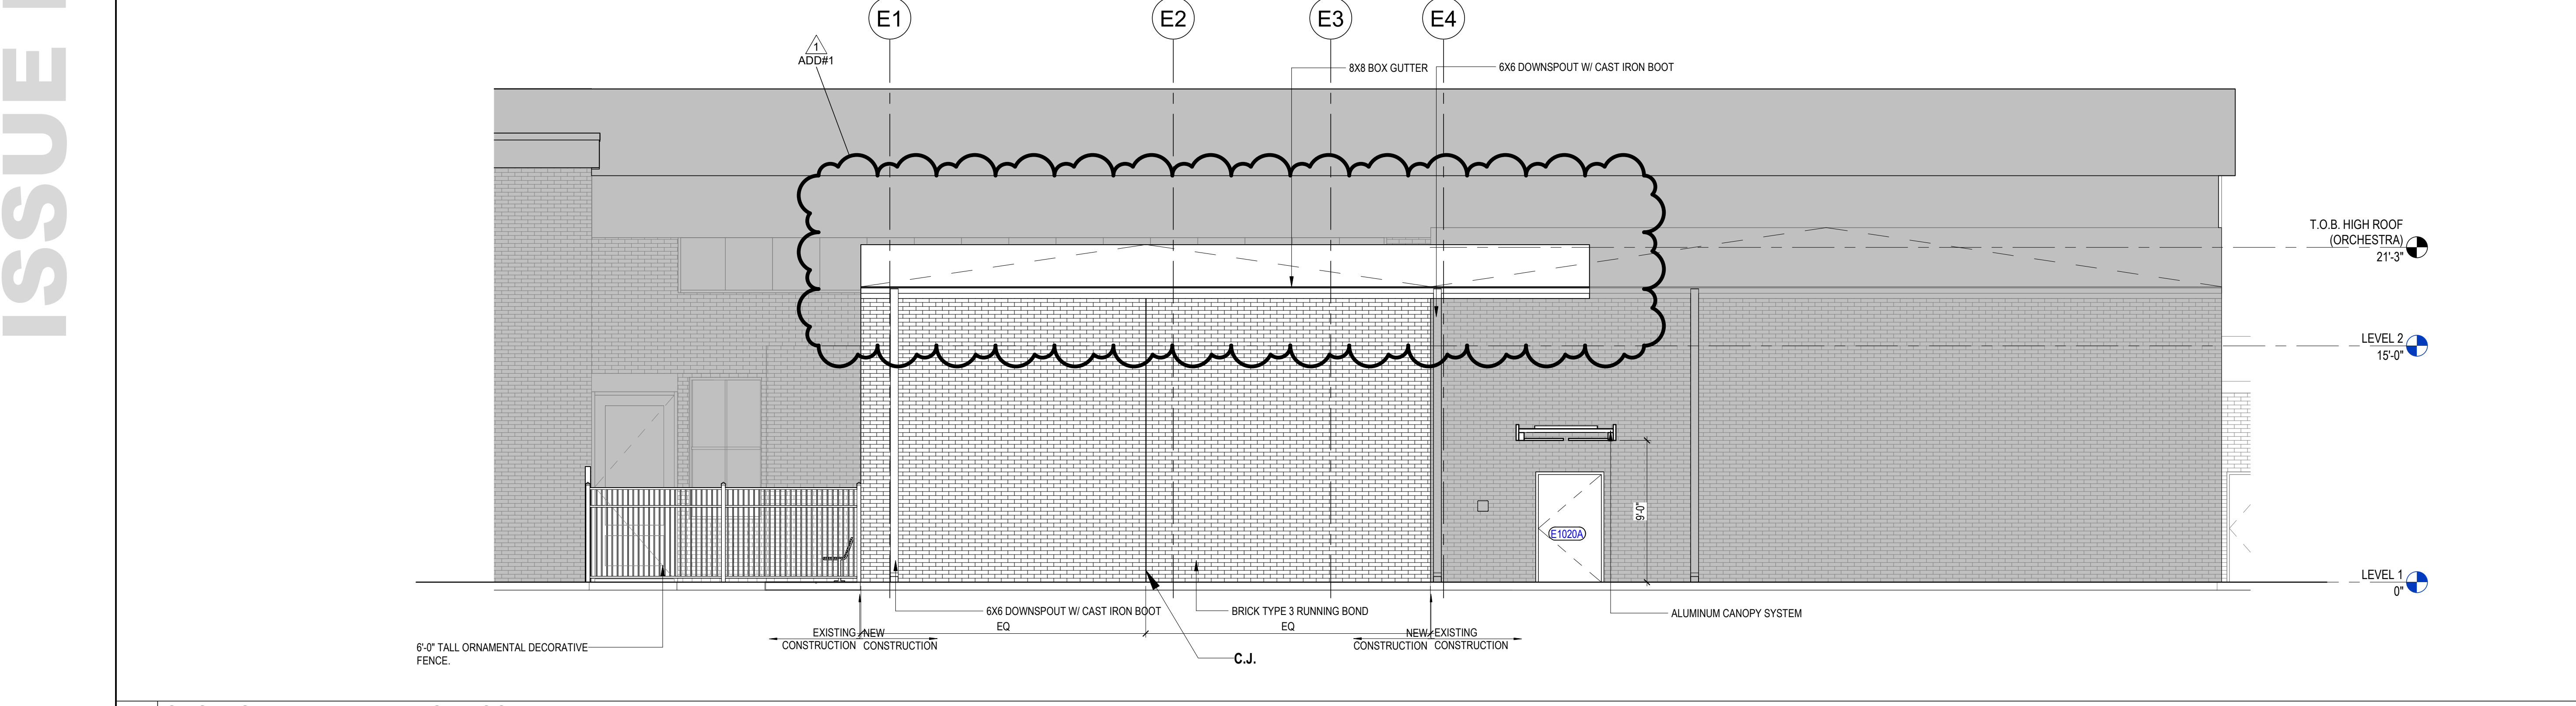 ISSUE
E1
E2
E3
E4
1
ADD#1
8X8 BOX GUTTER
6X6 DOWNSPOUT W/ CAST IRON BOOT
T.O.B. HIGH ROOF
(ORCHESTRA)
21'-3"
LEVEL 2
15'-0"
9'-0"
E1020A
LEVEL 1
0"
6X6 DOWNSPOUT W/ CAST IRON BOOT
BRICK TYPE 3 RUNNING BOND
ALUMINUM CANOPY SYSTEM
EQ
EQ
EXISTING
CONSTRUCTION
NEW
CONSTRUCTION
NEW
CONSTRUCTION
EXISTING
CONSTRUCTION
6'-0" TALL ORNAMENTAL DECORATIVE
FENCE.
C.J.